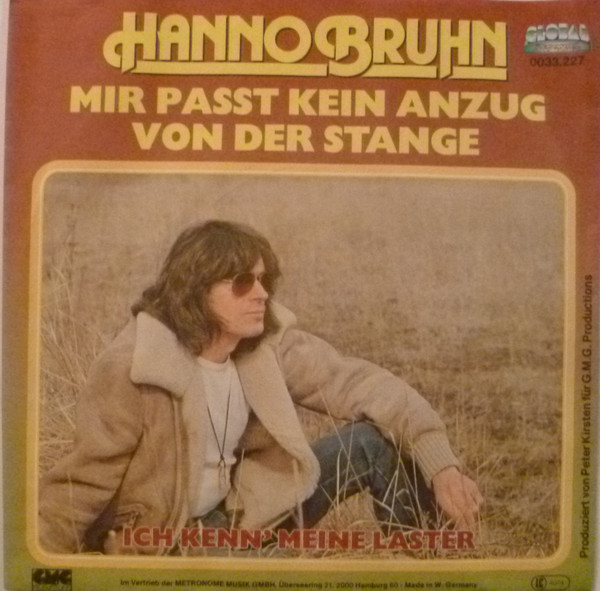 HANNO BRUHN
GLOBAL
0033.227
MIR PASST KEIN ANZUG
VON DER STANGE
ICH KENN' MEINE LASTER
Produziert von Peter Kirsten für G.M.G. Productions
Im Vertrieb der METRONOME MUSIK GMBH, Überseering 21, 2000 Hamburg 60 - Made in W.-Germany